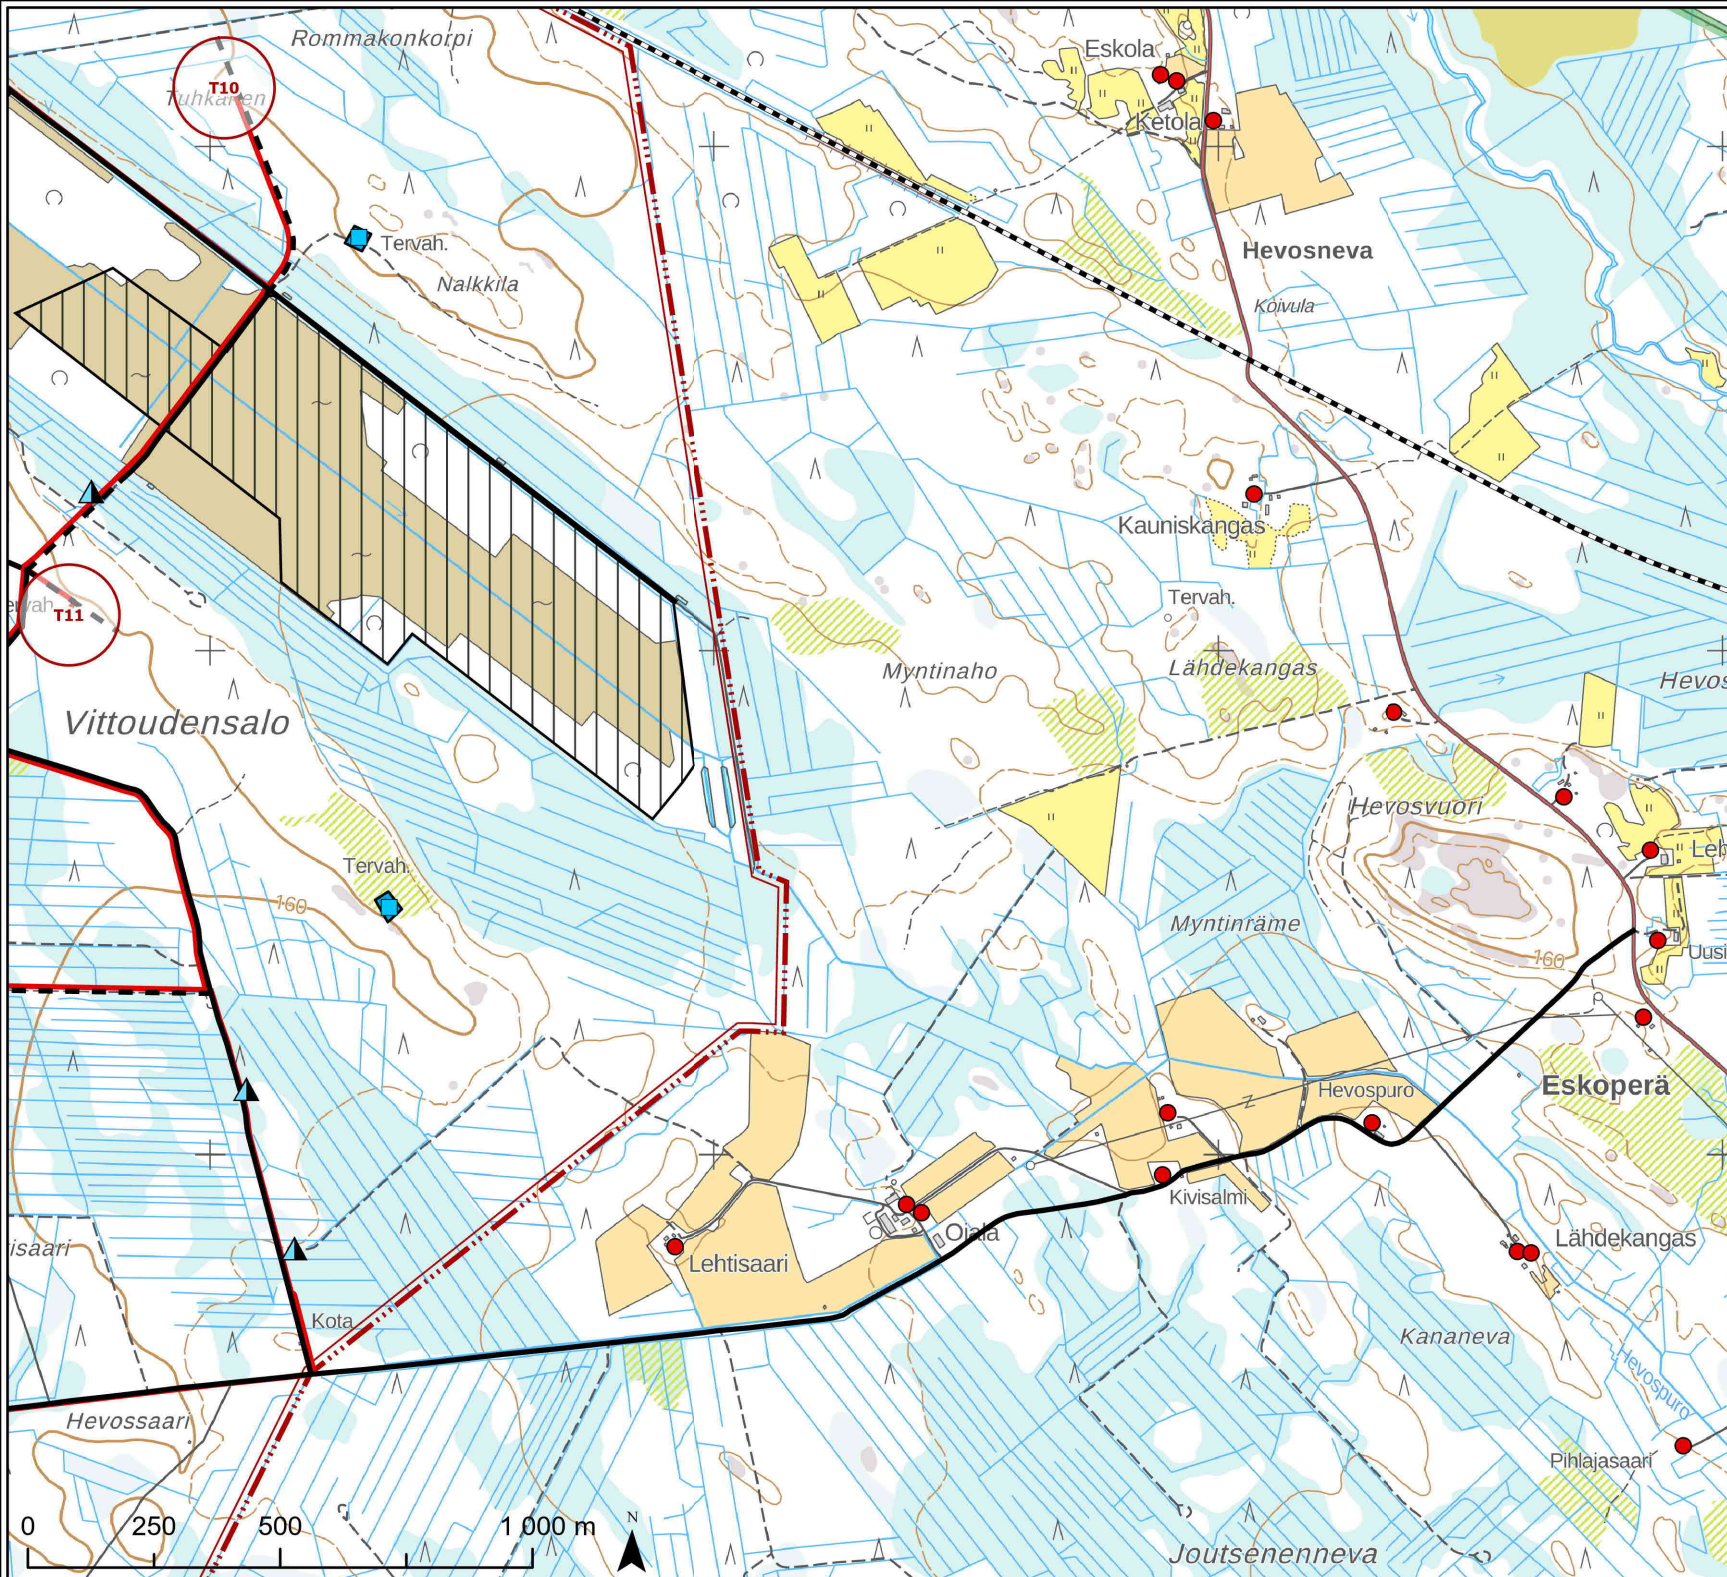 Rommakonkorpi
Eskola
T10
Tuhkanen
Ketola
Tervah.
Hevosneva
Nalkkila
Koivula
Kauniskangas
ervah.
T11
Tervah.
Myntinaho
Lähdekangas
Hevos
Vittoudensalo
Hevosvuori
Leh
Tervah.
160
Myntinräme
160
Uusi
Eskoperä
Hevospuro
Kivisalmi
isaari
Ojala
Lähdekangas
Lehtisaari
Kota
Kananeva
Hevospuro
Hevossaari
Pihlajasaari
0 250 500 1 000 m
N
Joutsenenneva